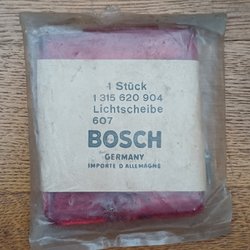 1 Stück
1 315 620 904
Lichtscheibe
607
BOSCH
GERMANY
IMPORTE D'ALLEMAGNE